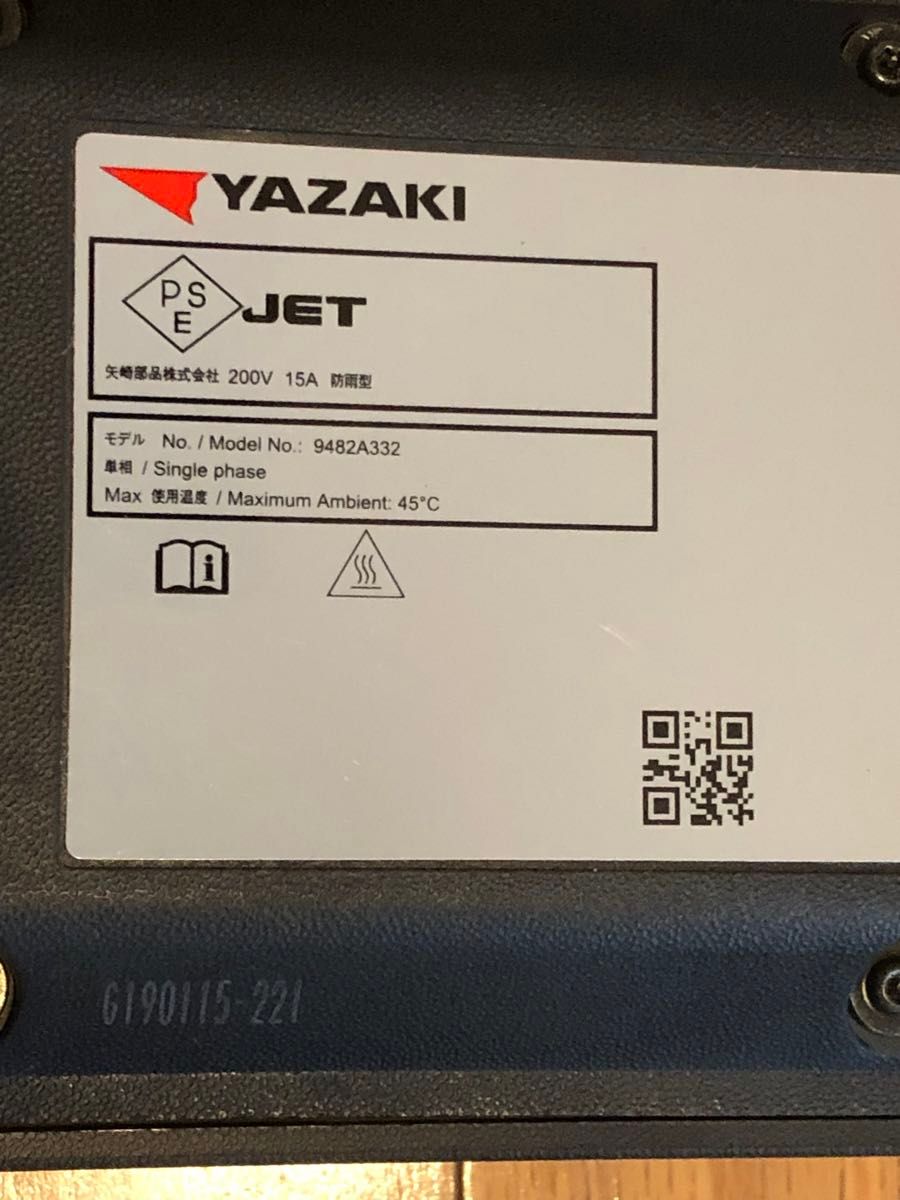 YAZAKI
PS
E
JET
矢崎部品株式会社 200V 15A 防雨型
モデル No. / Model No.: 9482A332
単相 / Single phase
Max 使用温度 / Maximum Ambient: 45°C
i
G190115-221